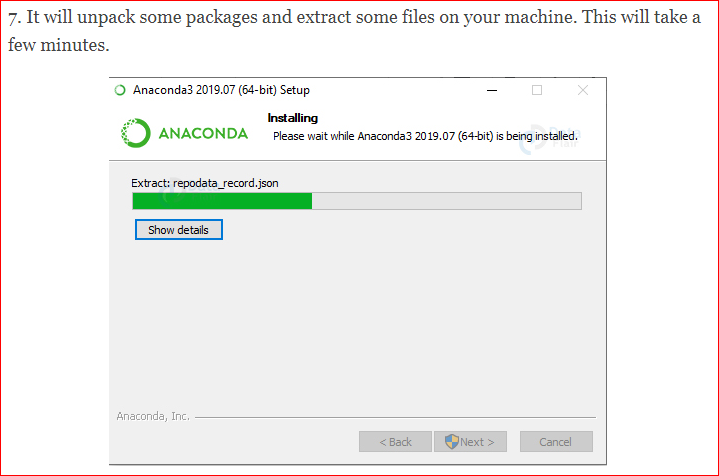 7. It will unpack some packages and extract some files on your machine. This will take a
few minutes.
Anaconda3 2019.07 (64-bit) Setup
Installing
ANACONDA
Please wait while Anaconda3 2019.07 (64-bit) is being installed.
Extract: repodata_record.json
Show details
Anaconda, Inc.
< Back
Next >
Cancel